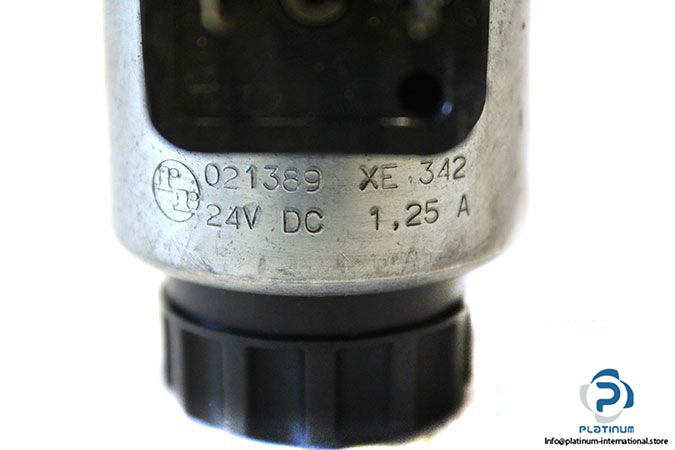 021389 XE 342
24V DC 1,25 A
PLATINUM
Info@platinum-international.store